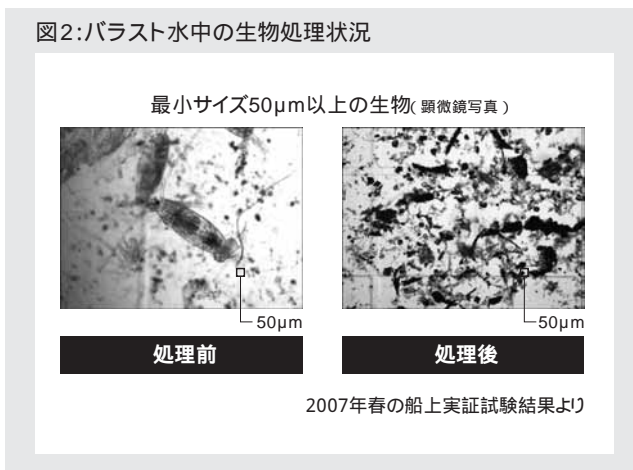 図2:バラスト水中の生物処理状況
最小サイズ50μm以上の生物(顕微鏡写真)
50μm
50μm
処理前
処理後
2007年春の船上実証試験結果より